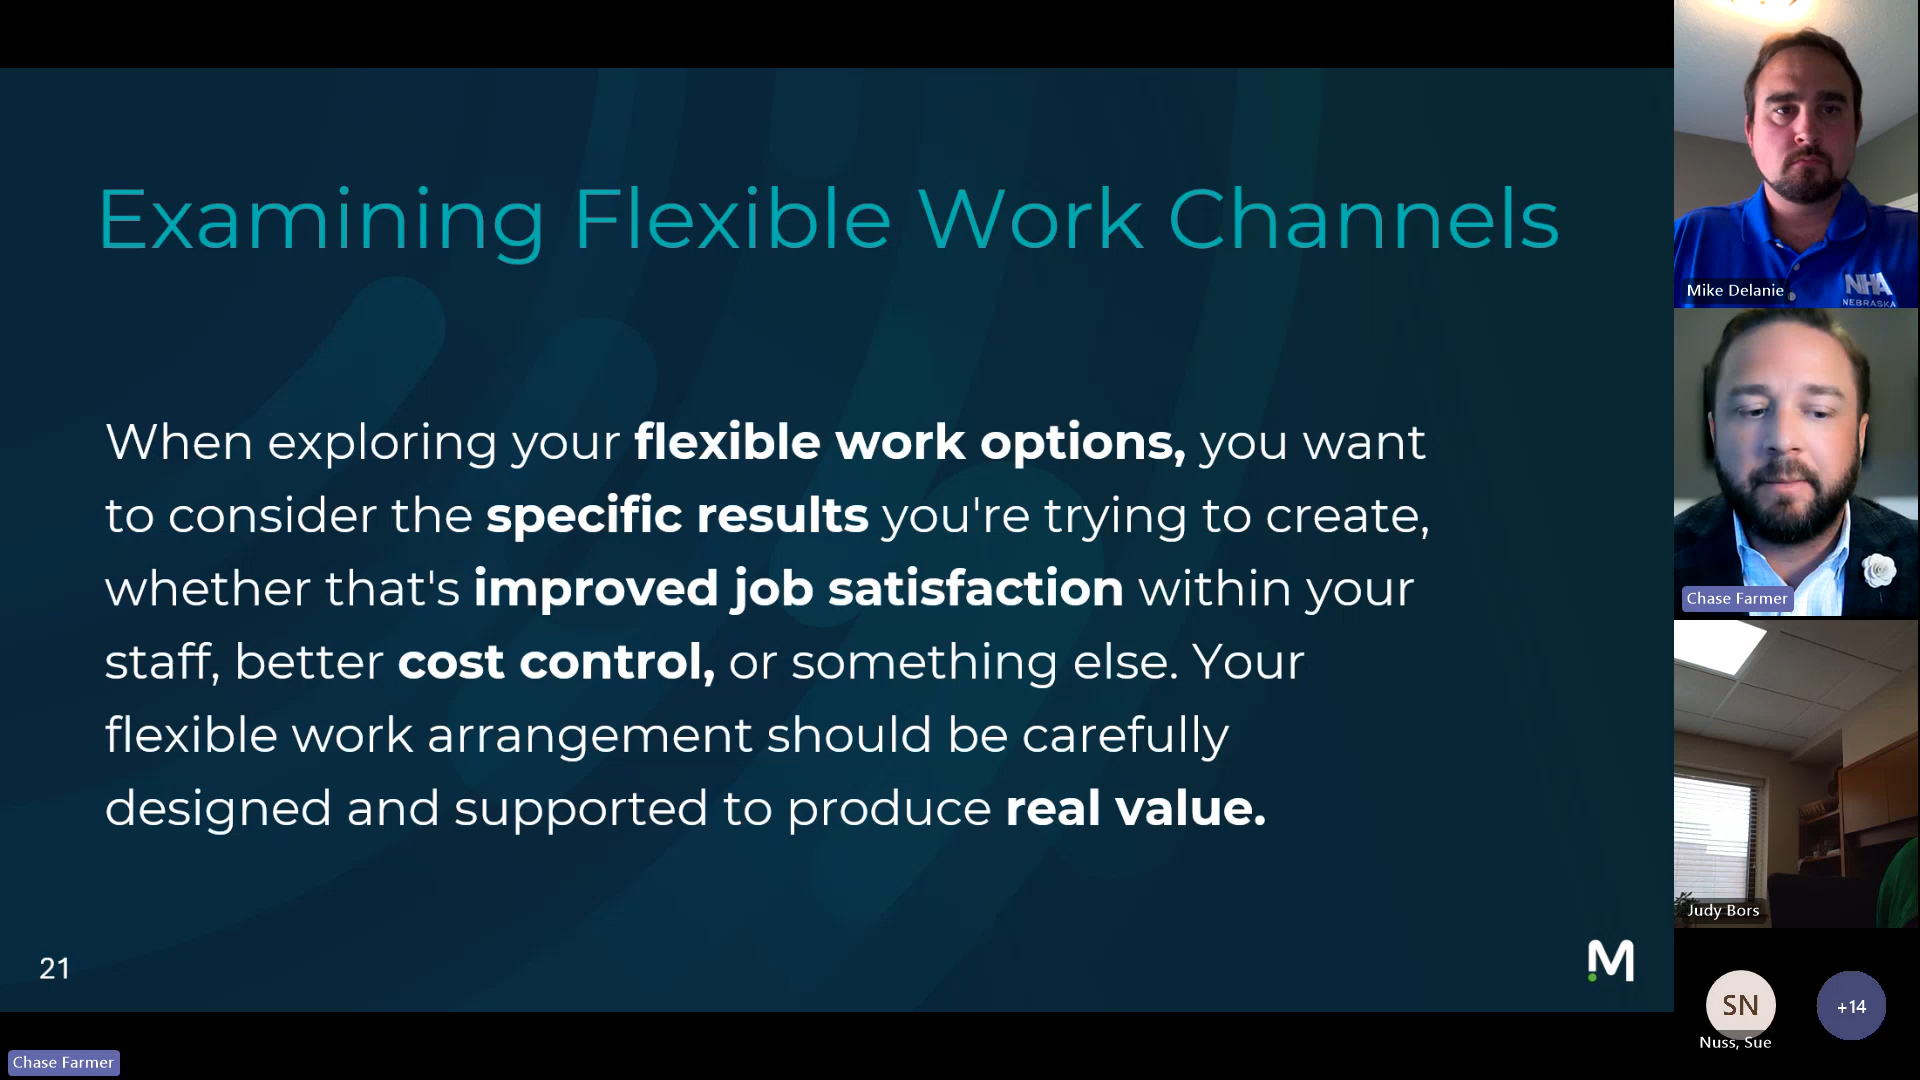 Examining Flexible Work Channels
When exploring your flexible work options, you want
to consider the specific results you're trying to create,
whether that's improved job satisfaction within your
staff, better cost control, or something else. Your
flexible work arrangement should be carefully
designed and supported to produce real value.
21
M
Chase Farmer
NHA
NEBRASKA
Mike Delanie
Chase Farmer
Judy Bors
SN
Nuss, Sue
+14